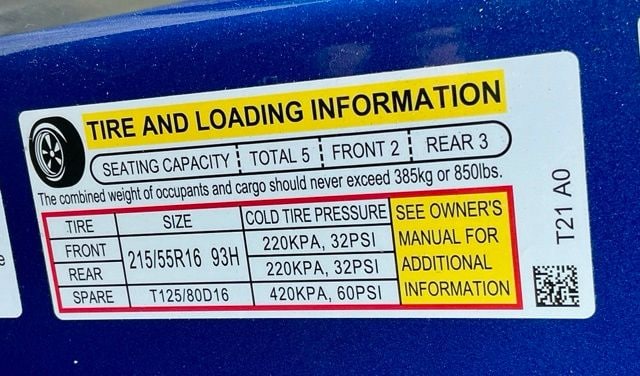 TIRE AND LOADING INFORMATION
SEATING CAPACITY TOTAL 5 FRONT 2 REAR 3
The combined weight of occupants and cargo should never exceed 385kg or 850lbs.
TIRE SIZE COLD TIRE PRESSURE
FRONT 215/55R16 93H 220KPA, 32PSI
REAR 220KPA, 32PSI
SPARE T125/80D16 420KPA, 60PSI
SEE OWNER'S
MANUAL FOR
ADDITIONAL
INFORMATION
T21 A0
e